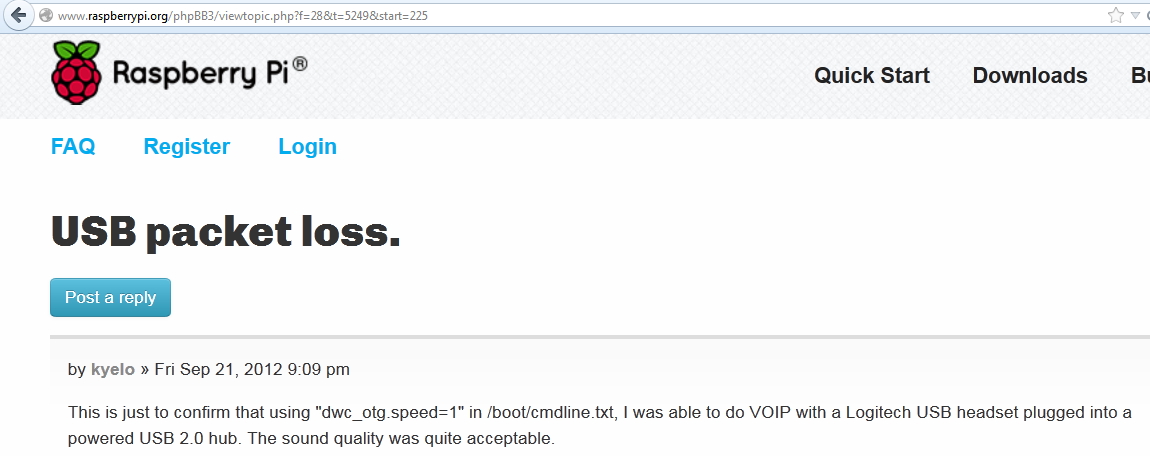 www.raspberrypi.org/phpBB3/viewtopic.php?f=28&t=5249&start=225
Raspberry Pi®
Quick Start Downloads
FAQ Register Login
USB packet loss.
Post a reply
by kyelo » Fri Sep 21, 2012 9:09 pm
This is just to confirm that using "dwc_otg.speed=1" in /boot/cmdline.txt, I was able to do VOIP with a Logitech USB headset plugged into a
powered USB 2.0 hub. The sound quality was quite acceptable.